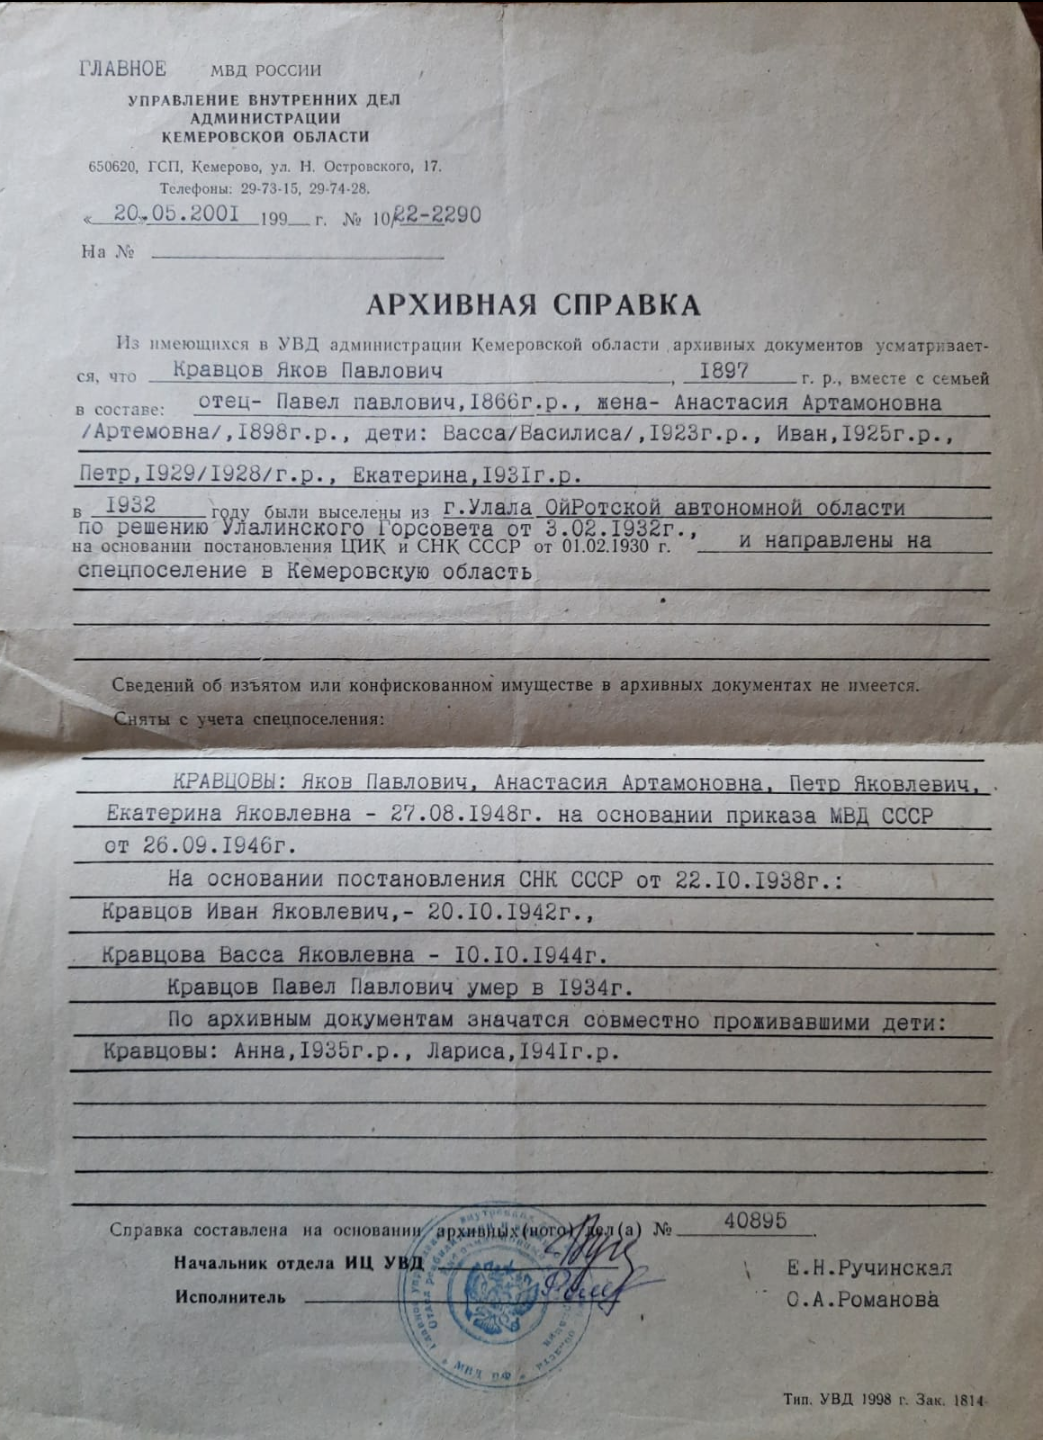 ГЛАВНОЕ МВД РОССИИ
УПРАВЛЕНИЕ ВНУТРЕННИХ ДЕЛ
АДМИНИСТРАЦИИ
КЕМЕРОВСКОЙ ОБЛАСТИ
650620, ГСП, Кемерово, ул. Н. Островского, 17.
Телефоны: 29-73-15, 29-74-28.
« 20».05.2001 199 г. № 10/22-2290
На №
АРХИВНАЯ СПРАВКА
Из имеющихся в УВД администрации Кемеровской области архивных документов усматривает-
ся, что Кравцов Яков Павлович, 1897 г. р., вместе с семьей
в составе: отец- Павел павлович,1866г.р., жена- Анастасия Артамоновна
/Артемовна/,1898г.р., дети: Васса/Василиса/,1923г.р., Иван,1925г.р.,
Петр,1929/1928/г.р., Екатерина,1931г.р.
в 1932 году были выселены из г.Улала ОйРотской автономной области
по решению Улалинского Горсовета от 3.02.1932г.,
на основании постановления ЦИК и СНК СССР от 01.02.1930 г. и направлены на
спецпоселение в Кемеровскую область
Сведений об изъятом или конфискованном имуществе в архивных документах не имеется.
Сняты с учета спецпоселения:
КРАВЦОВЫ: Яков Павлович, Анастасия Артамоновна, Петр Яковлевич,
Екатерина Яковлевна - 27.08.1948г. на основании приказа МВД СССР
от 26.09.1946г.
На основании постановления СНК СССР от 22.10.1938г.:
Кравцов Иван Яковлевич,- 20.10.1942г.,
Кравцова Васса Яковлевна - 10.10.1944г.
Кравцов Павел Павлович умер в 1934г.
По архивным документам значатся совместно проживавшими дети:
Кравцовы: Анна,1935г.р., Лариса,1941г.р.
Справка составлена на основании архивных(ного) дел(а) № 40895
Начальник отдела ИЦ УВД Е.Н.Ручинская
Исполнитель О.А.Романова
Тип. УВД 1998 г. Зак. 1814